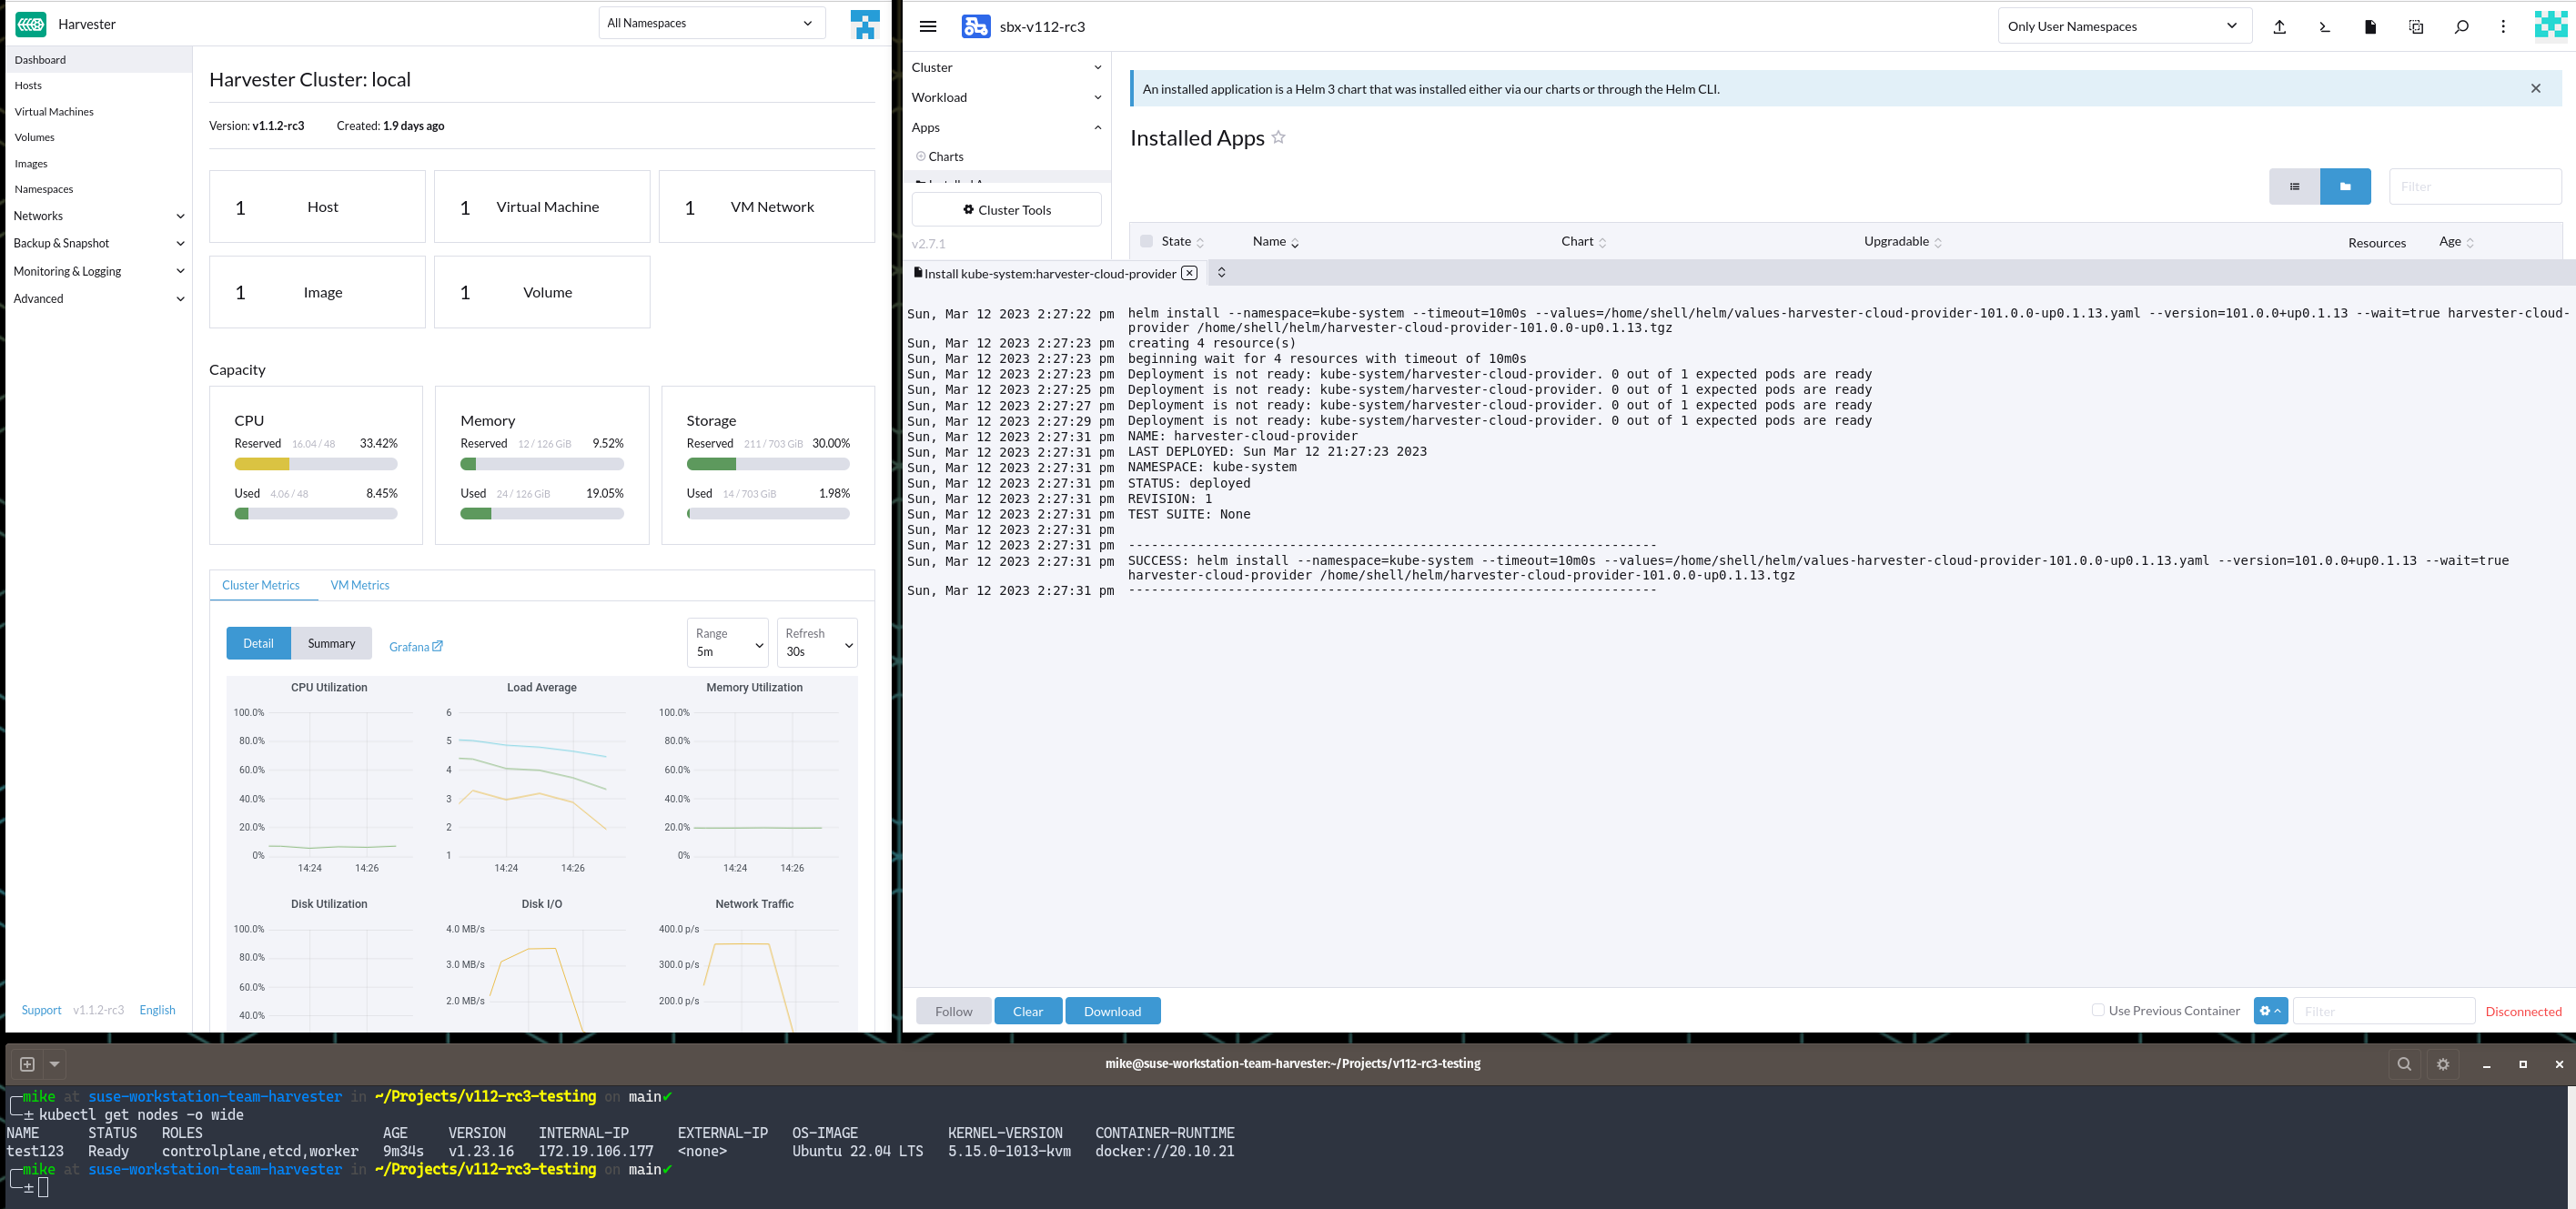 Harvester
All Namespaces
Dashboard
Hosts
Virtual Machines
Volumes
Images
Namespaces
Networks
Backup & Snapshot
Monitoring & Logging
Advanced
Support v1.1.2-rc3 English
Harvester Cluster: local
Version: v1.1.2-rc3 Created: 1.9 days ago
1 Host
1 Virtual Machine
1 VM Network
1 Image
1 Volume
Capacity
CPU
Reserved 16.04 / 48 33.42%
Used 4.06 / 48 8.45%
Memory
Reserved 12 / 126 GiB 9.52%
Used 24 / 126 GiB 19.05%
Storage
Reserved 211 / 703 GiB 30.00%
Used 14 / 703 GiB 1.98%
Cluster Metrics VM Metrics
Detail Summary Grafana
Range
5m
Refresh
30s
CPU Utilization
100.0%
80.0%
60.0%
40.0%
20.0%
0%
14:24 14:26
Load Average
6
5
4
3
2
1
14:24 14:26
Memory Utilization
100.0%
80.0%
60.0%
40.0%
20.0%
0%
14:24 14:26
Disk Utilization
100.0%
80.0%
60.0%
40.0%
Disk I/O
4.0 MB/s
3.0 MB/s
2.0 MB/s
Network Traffic
400.0 p/s
300.0 p/s
200.0 p/s
sbx-v112-rc3
Only User Namespaces
Cluster
Workload
Apps
Charts
Cluster Tools
v2.7.1
An installed application is a Helm 3 chart that was installed either via our charts or through the Helm CLI.
Installed Apps
Filter
State Name Chart Upgradable Resources Age
Install kube-system:harvester-cloud-provider
Sun, Mar 12 2023 2:27:22 pm helm install --namespace=kube-system --timeout=10m0s --values=/home/shell/helm/values-harvester-cloud-provider-101.0.0-up0.1.13.yaml --version=101.0.0+up0.1.13 --wait=true harvester-cloud-
provider /home/shell/helm/harvester-cloud-provider-101.0.0-up0.1.13.tgz
Sun, Mar 12 2023 2:27:23 pm creating 4 resource(s)
Sun, Mar 12 2023 2:27:23 pm beginning wait for 4 resources with timeout of 10m0s
Sun, Mar 12 2023 2:27:23 pm Deployment is not ready: kube-system/harvester-cloud-provider. 0 out of 1 expected pods are ready
Sun, Mar 12 2023 2:27:25 pm Deployment is not ready: kube-system/harvester-cloud-provider. 0 out of 1 expected pods are ready
Sun, Mar 12 2023 2:27:27 pm Deployment is not ready: kube-system/harvester-cloud-provider. 0 out of 1 expected pods are ready
Sun, Mar 12 2023 2:27:29 pm Deployment is not ready: kube-system/harvester-cloud-provider. 0 out of 1 expected pods are ready
Sun, Mar 12 2023 2:27:31 pm NAME: harvester-cloud-provider
Sun, Mar 12 2023 2:27:31 pm LAST DEPLOYED: Sun Mar 12 21:27:23 2023
Sun, Mar 12 2023 2:27:31 pm NAMESPACE: kube-system
Sun, Mar 12 2023 2:27:31 pm STATUS: deployed
Sun, Mar 12 2023 2:27:31 pm REVISION: 1
Sun, Mar 12 2023 2:27:31 pm TEST SUITE: None
Sun, Mar 12 2023 2:27:31 pm
Sun, Mar 12 2023 2:27:31 pm ---------------------------------------------------------------------
Sun, Mar 12 2023 2:27:31 pm SUCCESS: helm install --namespace=kube-system --timeout=10m0s --values=/home/shell/helm/values-harvester-cloud-provider-101.0.0-up0.1.13.yaml --version=101.0.0+up0.1.13 --wait=true
harvester-cloud-provider /home/shell/helm/harvester-cloud-provider-101.0.0-up0.1.13.tgz
Sun, Mar 12 2023 2:27:31 pm ---------------------------------------------------------------------
Follow Clear Download Use Previous Container Filter Disconnected
mike@suse-workstation-team-harvester:~/Projects/v112-rc3-testing
mike at suse-workstation-team-harvester in ~/Projects/v112-rc3-testing on main✔
± kubectl get nodes -o wide
NAME STATUS ROLES AGE VERSION INTERNAL-IP EXTERNAL-IP OS-IMAGE KERNEL-VERSION CONTAINER-RUNTIME
test123 Ready controlplane,etcd,worker 9m34s v1.23.16 172.19.106.177 <none> Ubuntu 22.04 LTS 5.15.0-1013-kvm docker://20.10.21
mike at suse-workstation-team-harvester in ~/Projects/v112-rc3-testing on main✔
±